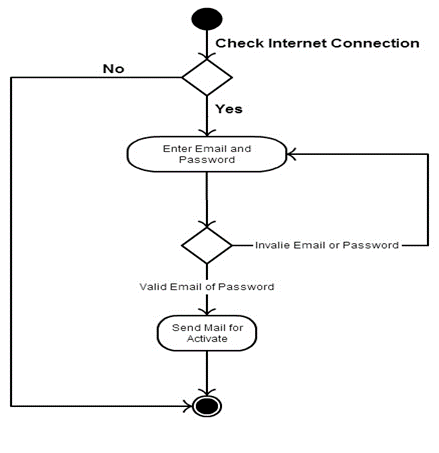 Check Internet Connection
No
Yes
Enter Email and
Password
Invalie Email or Password
Valid Email of Password
Send Mail for
Activate